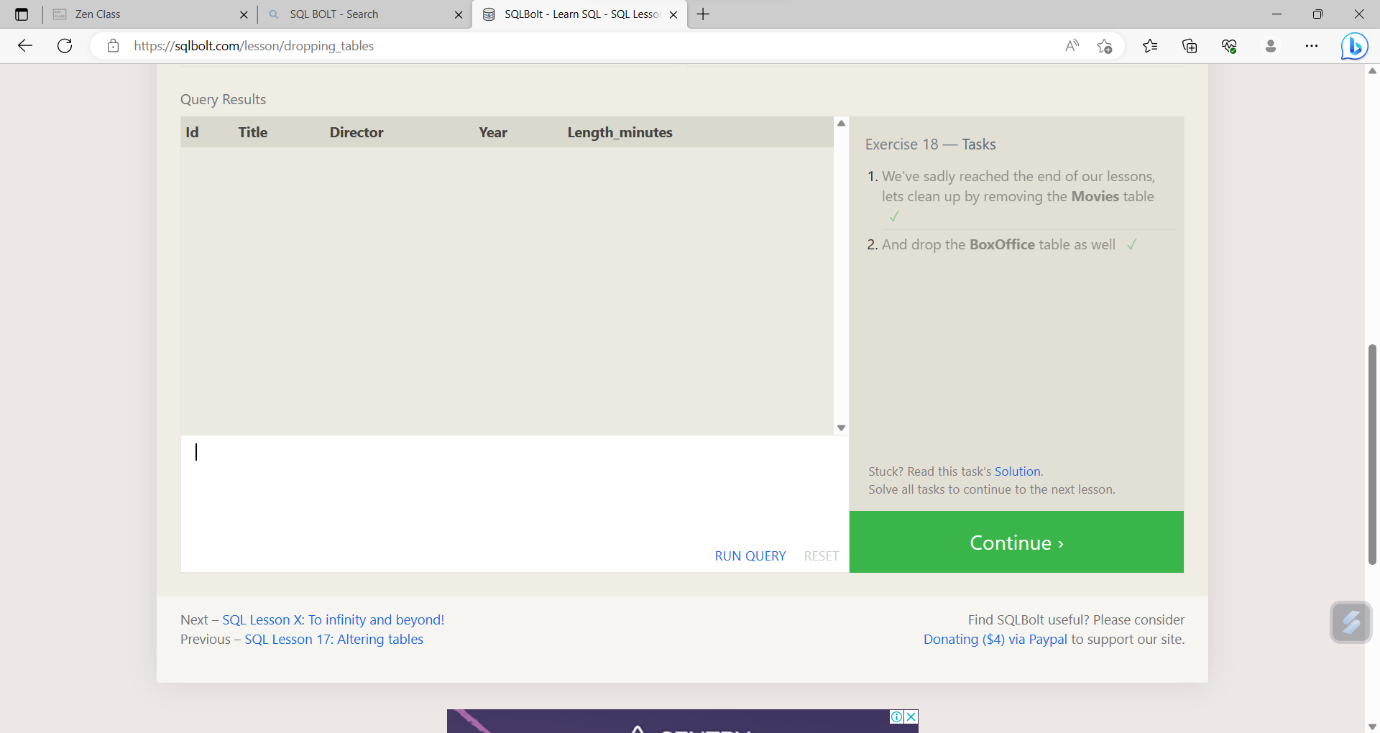 Zen Class
SQL BOLT - Search
SQLBolt - Learn SQL - SQL Lesso
https://sqlbolt.com/lesson/dropping_tables
Query Results
Id Title Director Year Length_minutes
Exercise 18 — Tasks
1. We've sadly reached the end of our lessons,
lets clean up by removing the Movies table
✓
2. And drop the BoxOffice table as well ✓
Stuck? Read this task's Solution.
Solve all tasks to continue to the next lesson.
RUN QUERY RESET
Continue ›
Next – SQL Lesson X: To infinity and beyond!
Previous – SQL Lesson 17: Altering tables
Find SQLBolt useful? Please consider
Donating ($4) via Paypal to support our site.
SENTRY